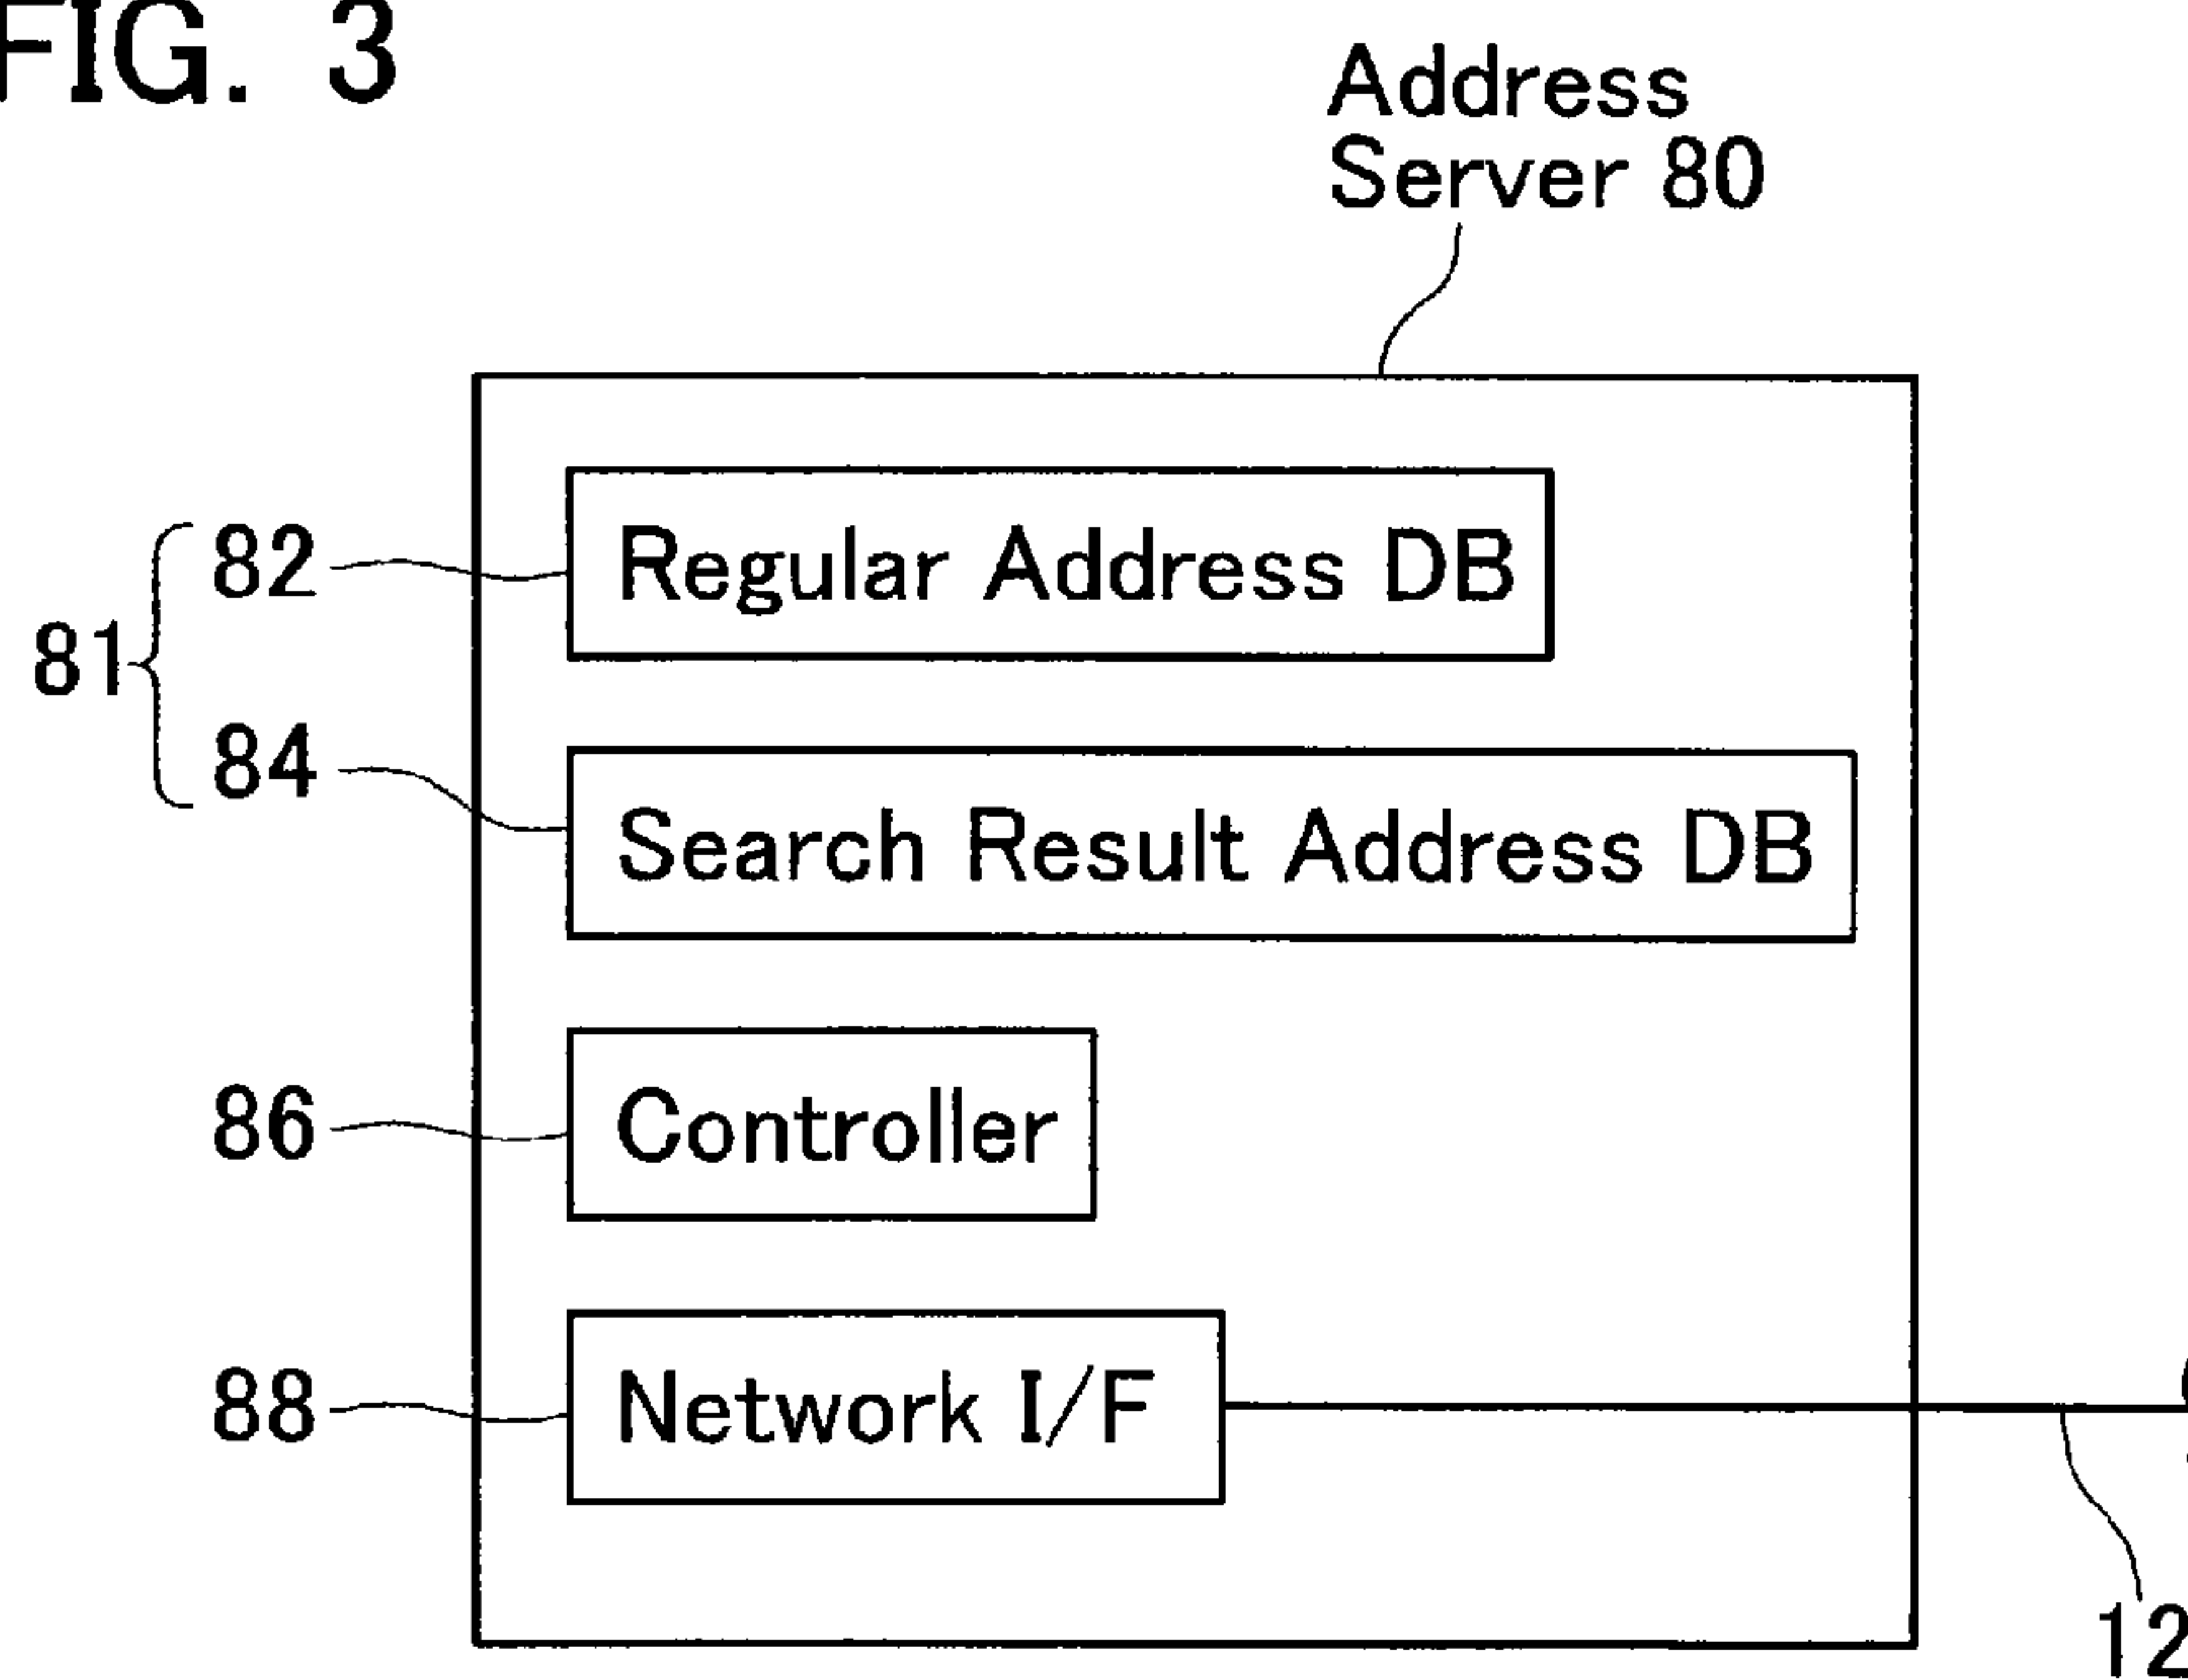 FIG. 3
Address
Server 80
82
Regular Address DB
81
84
Search Result Address DB
86
Controller
88
Network I/F